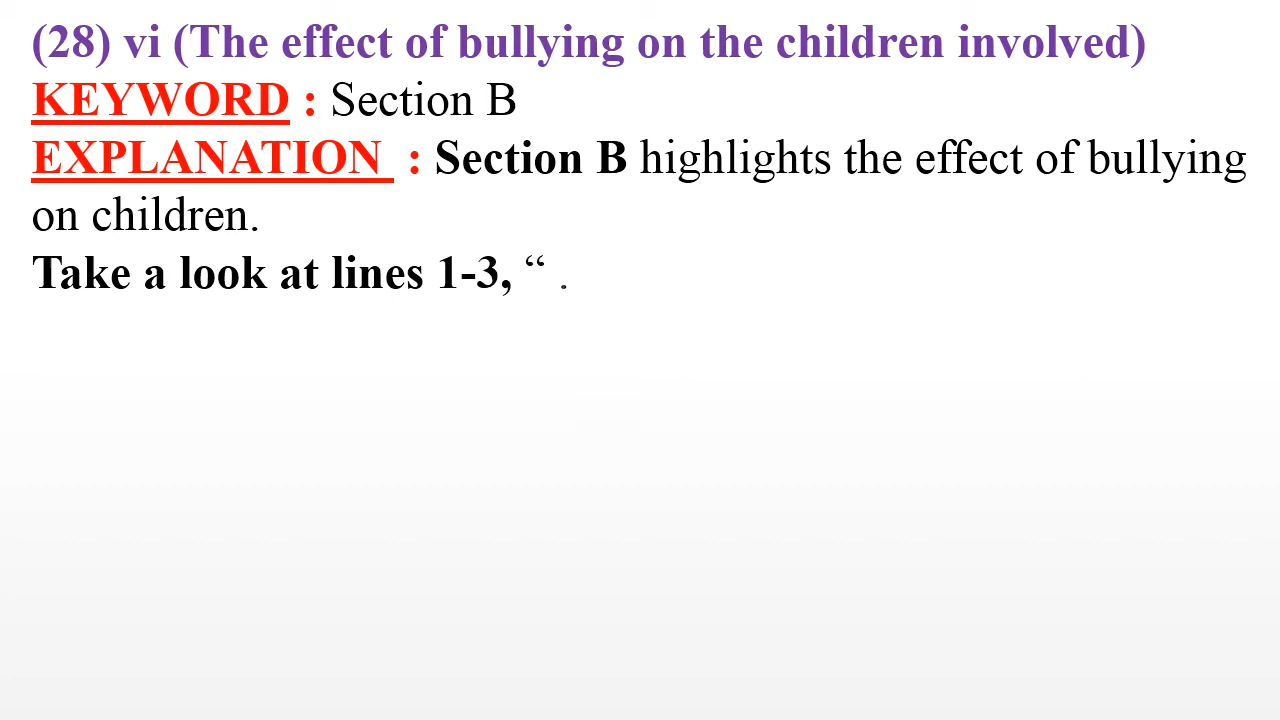 (28) vi (The effect of bullying on the children involved)
KEYWORD : Section B
EXPLANATION : Section B highlights the effect of bullying
on children.
Take a look at lines 1-3, “ .